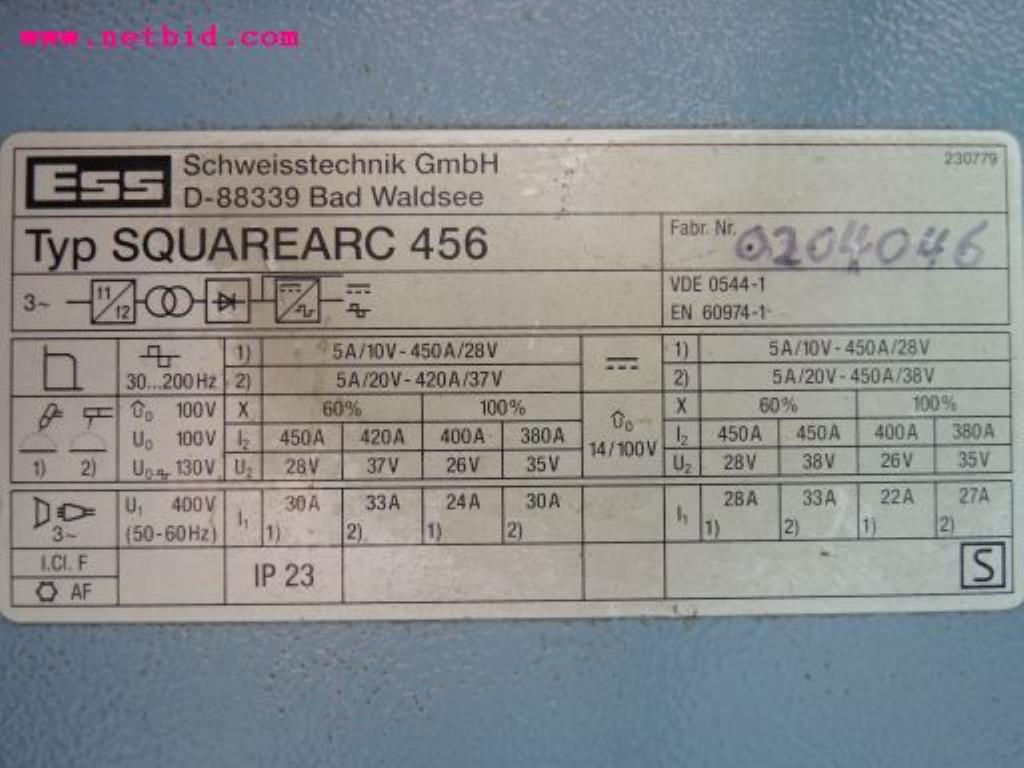 www.netbid.com
Ess Schweisstechnik GmbH
D-88339 Bad Waldsee
230779
Typ SQUAREARC 456
Fabr. Nr. 0204046
3~ f1 f2
VDE 0544-1
EN 60974-1
30...200Hz
1) 5A/10V - 450A/28V
2) 5A/20V - 420A/37V
1) 5A/10V - 450A/28V
2) 5A/20V - 450A/38V
1) 2)
Û₀ 100V
U₀ 100V
U₀ 130V
X 60% 100%
I₂ 450A 420A 400A 380A
U₂ 28V 37V 26V 35V
Û₀
14/100V
X 60% 100%
I₂ 450A 450A 400A 380A
U₂ 28V 38V 26V 35V
3~
U₁ 400V
(50-60Hz)
I₁ 30A 33A 24A 30A
1) 2) 1) 2)
I₁ 28A 33A 22A 27A
1) 2) 1) 2)
I.Cl. F
AF
IP 23
S